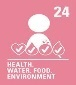 24
HEALTH,
WATER, FOOD,
ENVIRONMENT